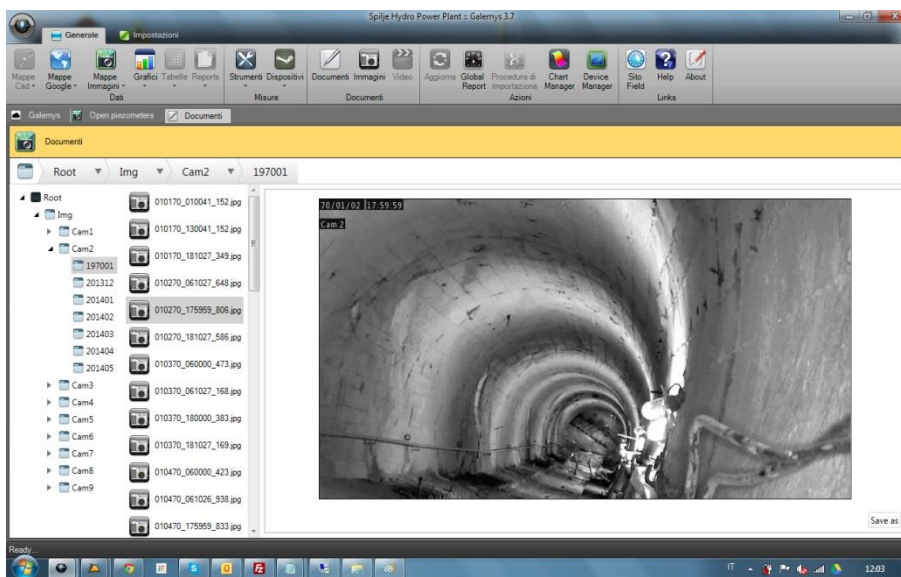 Spilje Hydro Power Plant :: Galemys 3.7
Generale Impostazioni
Mappe Cad Mappe Google Mappe Immagini Grafici Tabelle Reports Strumenti Dispositivi Documenti Immagini Video Aggiorna Global Report Procedura di Importazione Chart Manager Device Manager Sito Field Help About
Dati Misure Documenti Azioni Links
Galemys Open piezometers Documenti
Documenti
Root Img Cam2 197001
Root
Img
Cam1
Cam2
197001
201312
201401
201402
201403
201404
201405
Cam3
Cam4
Cam5
Cam6
Cam7
Cam8
Cam9
010170_010041_152.jpg
010170_130041_152.jpg
010170_181027_349.jpg
010270_061027_648.jpg
010270_175959_806.jpg
010270_181027_586.jpg
010370_060000_473.jpg
010370_061027_168.jpg
010370_180000_383.jpg
010370_181027_169.jpg
010470_060000_423.jpg
010470_061026_938.jpg
010470_175959_833.jpg
70/01/02 17:59:59
Cam 2
Save as
Ready...
IT 12:03